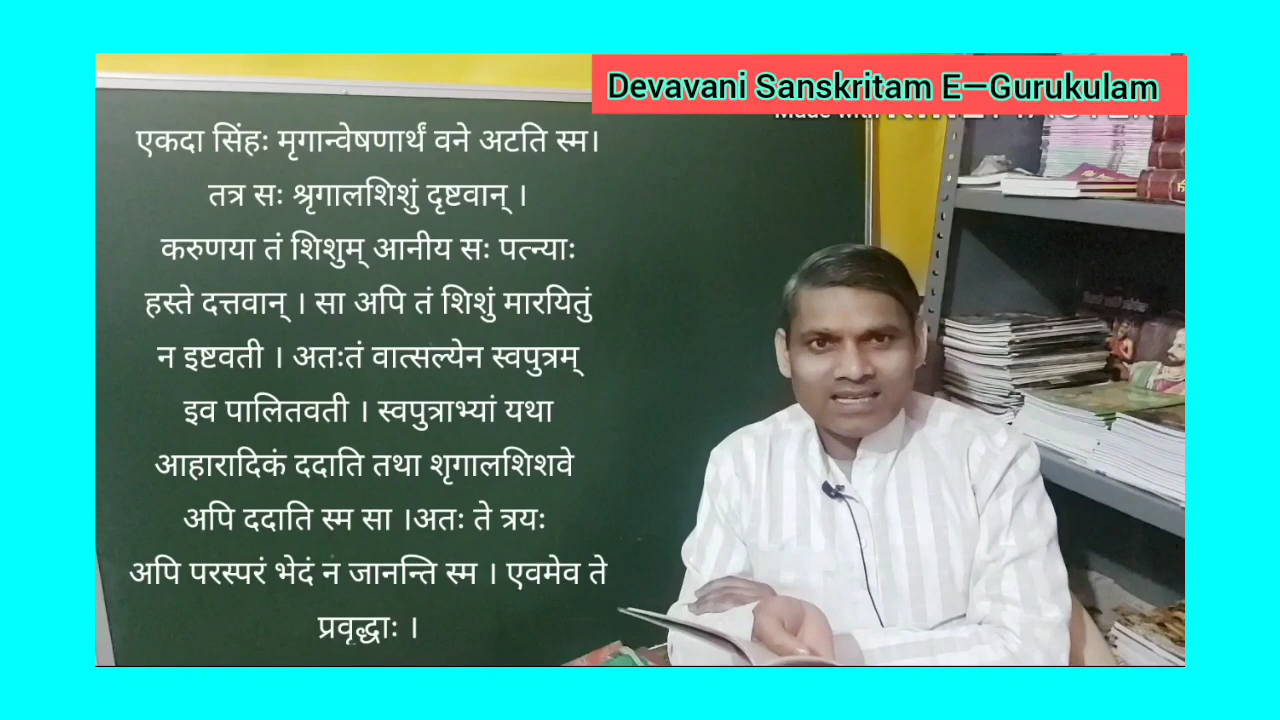 Devavani Sanskritam E—Gurukulam
एकदा सिंहः मृगान्वेषणार्थं वने अटति स्म।
तत्र सः श्रृगालशिशुं दृष्टवान् ।
करुणया तं शिशुम् आनीय सः पत्न्याः
हस्ते दत्तवान् । सा अपि तं शिशुं मारयितुं
न इष्टवती । अतःतं वात्सल्येन स्वपुत्रम्
इव पालितवती । स्वपुत्राभ्यां यथा
आहारादिकं ददाति तथा शृगालशिशवे
अपि ददाति स्म सा ।अतः ते त्रयः
अपि परस्परं भेदं न जानन्ति स्म । एवमेव ते
प्रवृद्धाः ।